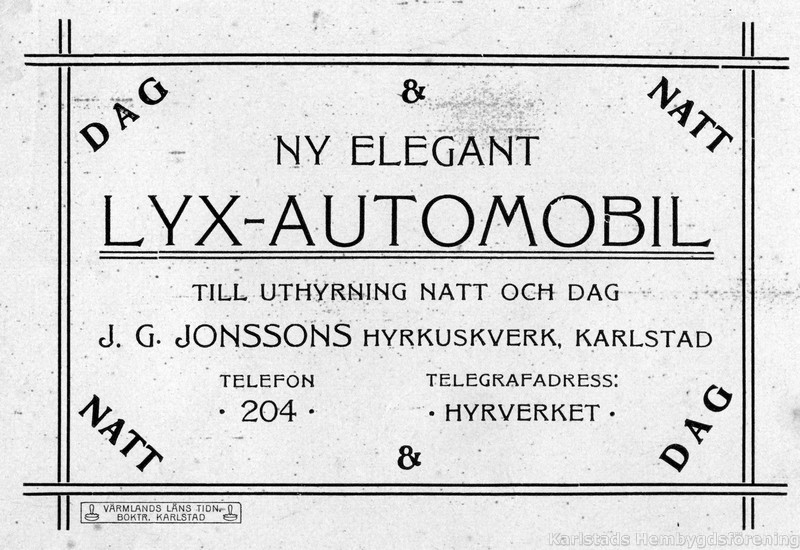 DAG & NATT
NY ELEGANT
LYX-AUTOMOBIL
TILL UTHYRNING NATT OCH DAG
J. G. JONSSONS HYRKUSKVERK, KARLSTAD
TELEFON TELEGRAFADRESS:
· 204 · · HYRVERKET ·
NATT & DAG
VÄRMLANDS LÄNS TIDN.
BOKTR. KARLSTAD
Karlstads Hembygdsförening